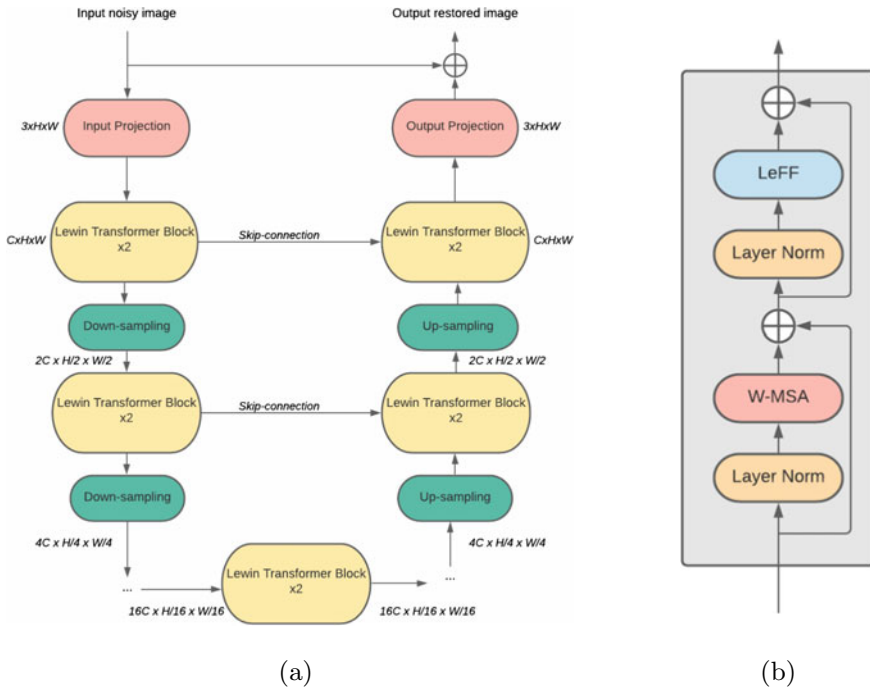 Input noisy image
Output restored image
3xHxW
Input Projection
Output Projection
3xHxW
CxHxW
Lewin Transformer Block
x2
Skip-connection
Lewin Transformer Block
x2
CxHxW
Down-sampling
Up-sampling
2C x H/2 x W/2
2C x H/2 x W/2
Lewin Transformer Block
x2
Skip-connection
Lewin Transformer Block
x2
Down-sampling
Up-sampling
4C x H/4 x W/4
4C x H/4 x W/4
...
Lewin Transformer Block
x2
...
16C x H/16 x W/16
16C x H/16 x W/16
(a)
LeFF
Layer Norm
W-MSA
Layer Norm
(b)